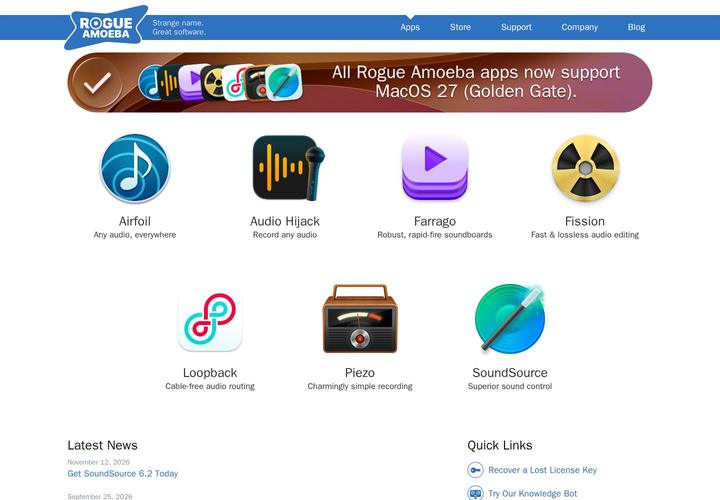 ROGUE
AMOEBA
Strange name.
Great software.
Apps
Store
Support
Company
Blog
All Rogue Amoeba apps now support
MacOS 27 (Golden Gate).
Airfoil
Any audio, everywhere
Audio Hijack
Record any audio
Farrago
Robust, rapid-fire soundboards
Fission
Fast & lossless audio editing
Loopback
Cable-free audio routing
Piezo
Charmingly simple recording
SoundSource
Superior sound control
Latest News
November 12, 2026
Get SoundSource 6.2 Today
September 25, 2026
Quick Links
Recover a Lost License Key
Try Our Knowledge Bot